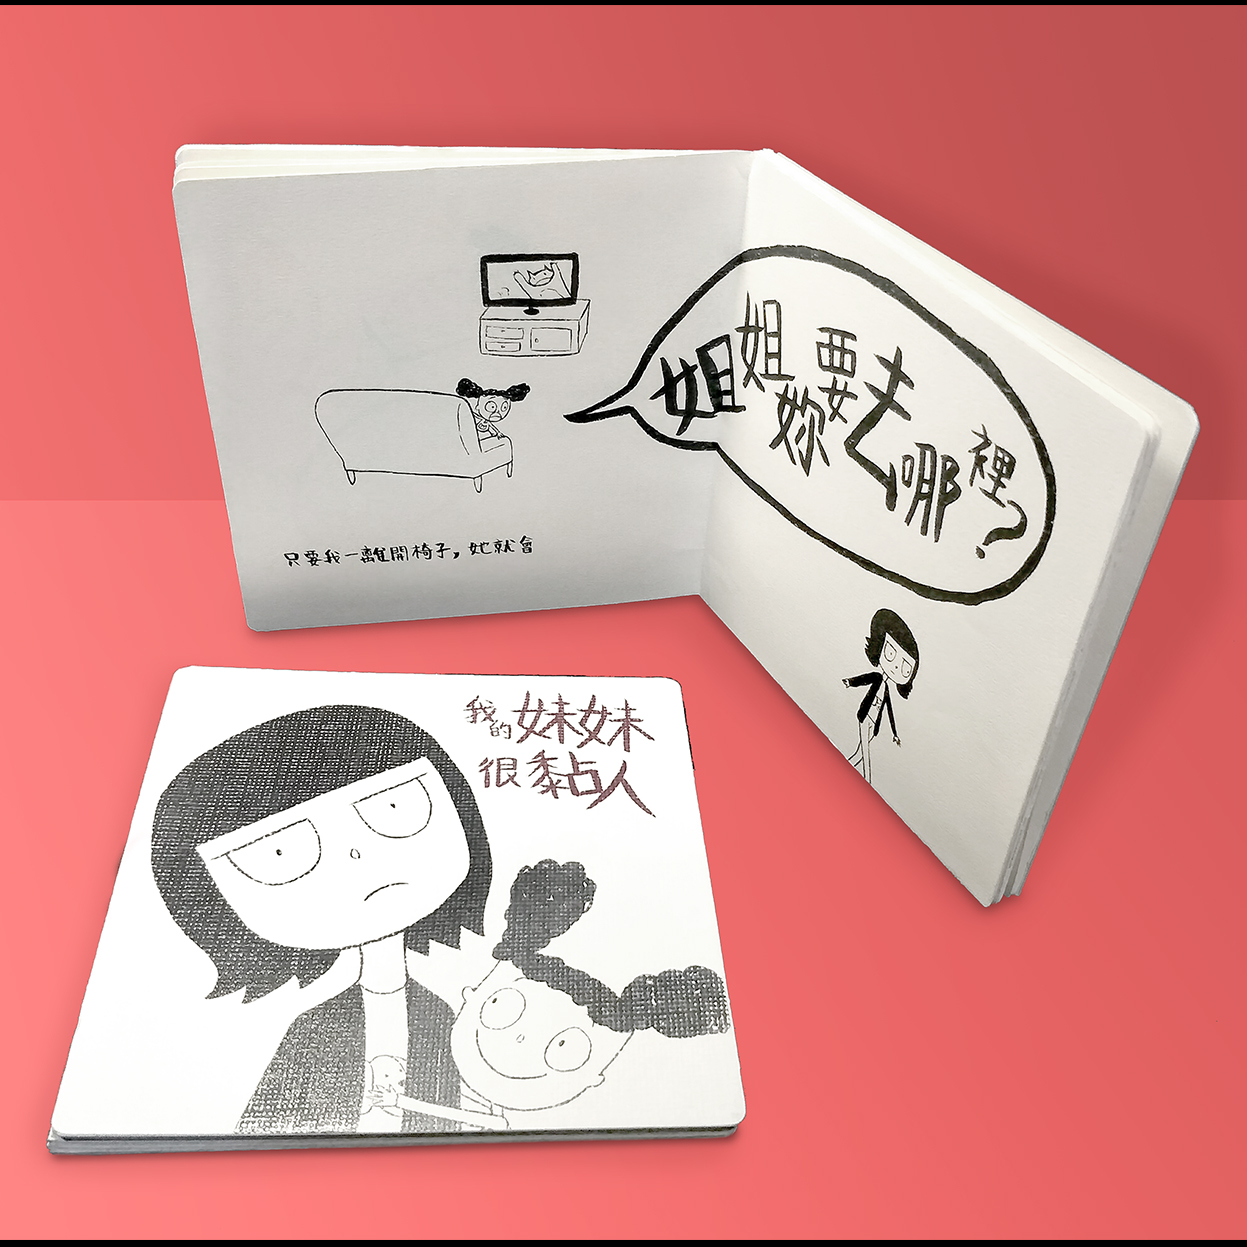 姐姐妳要去哪裡?
只要我一離開椅子，她就會
我的妹妹
很黏人